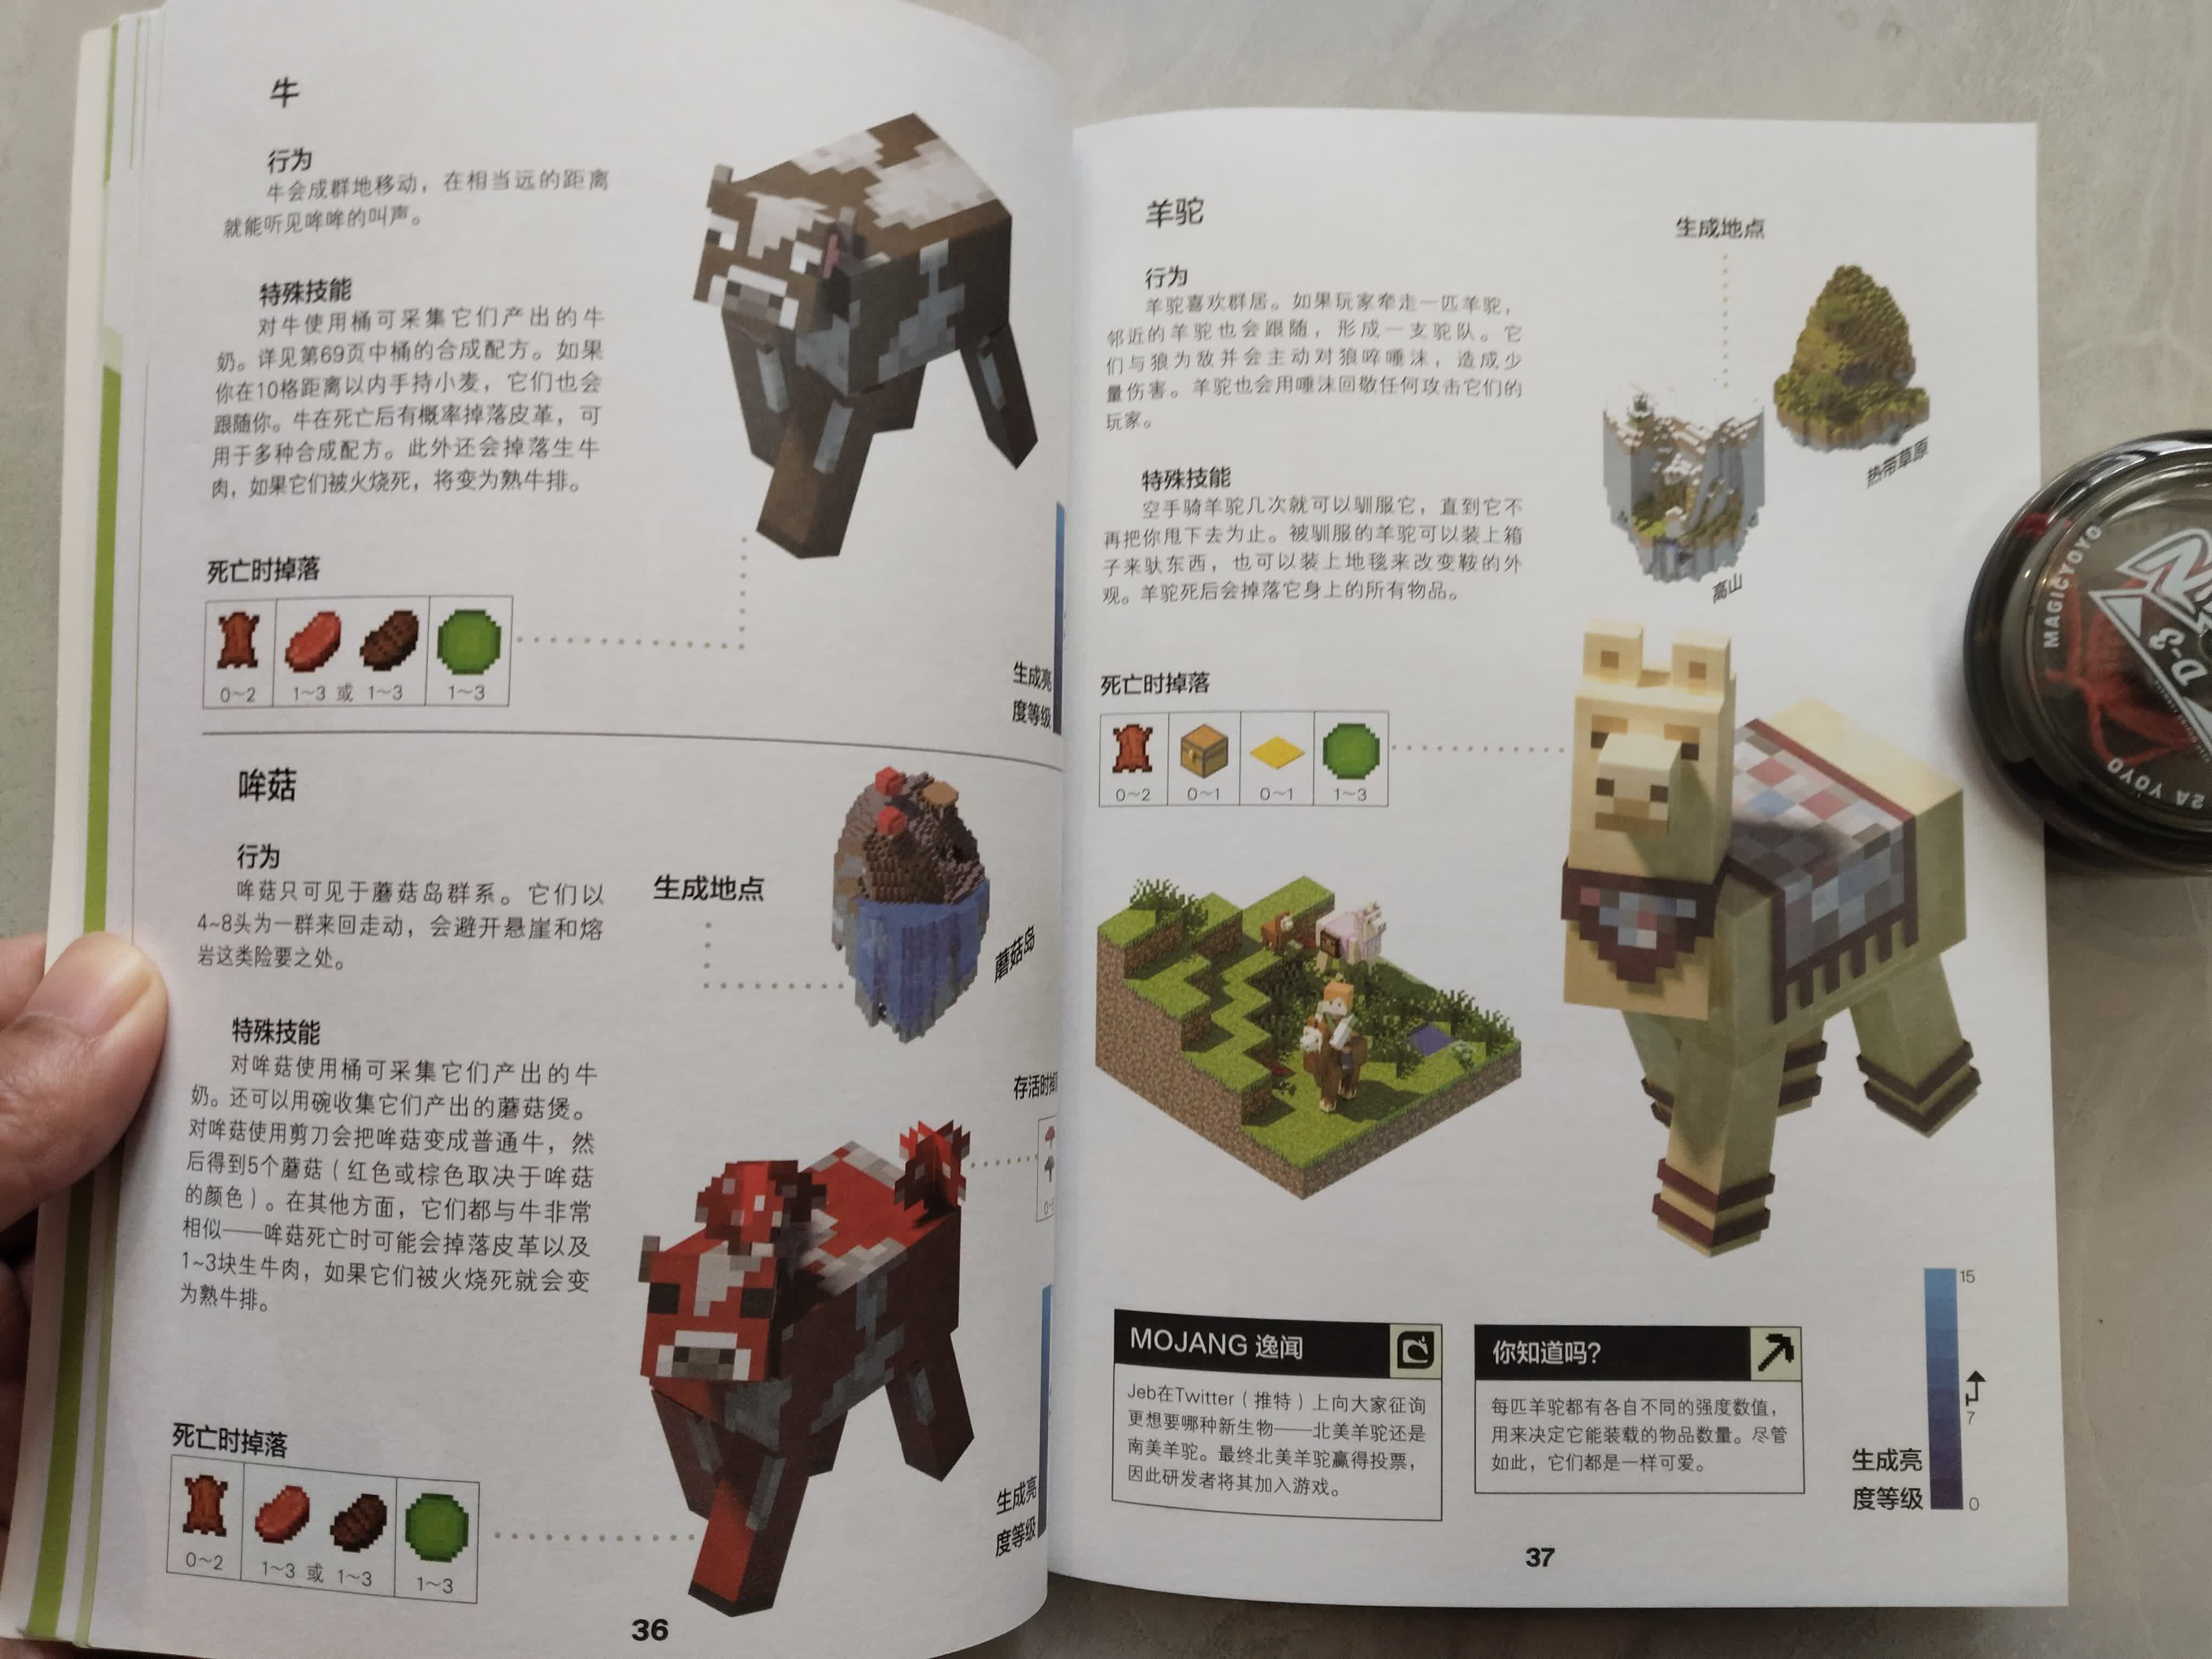 牛
行为
牛会成群地移动，在相当远的距离
就能听见哞哞的叫声。
特殊技能
对牛使用桶可采集它们产出的牛
奶。详见第69页中桶的合成配方。如果
你在10格距离以内手持小麦，它们也会
跟随你。牛在死亡后有概率掉落皮革，可
用于多种合成配方。此外还会掉落生牛
肉，如果它们被火烧死，将变为熟牛排。
死亡时掉落
0~2
1~3 或 1~3
1~3
生成亮
度等级
哞菇
行为
哞菇只可见于蘑菇岛群系。它们以
4~8头为一群来回走动，会避开悬崖和熔
岩这类险要之处。
生成地点
蘑菇岛
特殊技能
对哞菇使用桶可采集它们产出的牛
奶。还可以用碗收集它们产出的蘑菇煲。
对哞菇使用剪刀会把哞菇变成普通牛，然
后得到5个蘑菇（红色或棕色取决于哞菇
的颜色）。在其他方面，它们都与牛非常
相似——哞菇死亡时可能会掉落皮革以及
1~3块生牛肉，如果它们被火烧死就会变
为熟牛排。
存活时
死亡时掉落
0~2
1~3 或 1~3
1~3
生成亮
度等级
36
羊驼
行为
羊驼喜欢群居。如果玩家牵走一匹羊驼，
邻近的羊驼也会跟随，形成一支驼队。它
们与狼为敌并会主动对狼啐唾沫，造成少
量伤害。羊驼也会用唾沫回敬任何攻击它们的
玩家。
生成地点
热带草原
高山
特殊技能
空手骑羊驼几次就可以驯服它，直到它不
再把你甩下去为止。被驯服的羊驼可以装上箱
子来驮东西，也可以装上地毯来改变鞍的外
观。羊驼死后会掉落它身上的所有物品。
死亡时掉落
0~2
0~1
0~1
1~3
MOJANG 逸闻
Jeb在Twitter（推特）上向大家征询
更想要哪种新生物——北美羊驼还是
南美羊驼。最终北美羊驼赢得投票，
因此研发者将其加入游戏。
你知道吗？
每匹羊驼都有各自不同的强度数值，
用来决定它能装载的物品数量。尽管
如此，它们都是一样可爱。
15
7
0
生成亮
度等级
37
MAGICYOYO
D-5